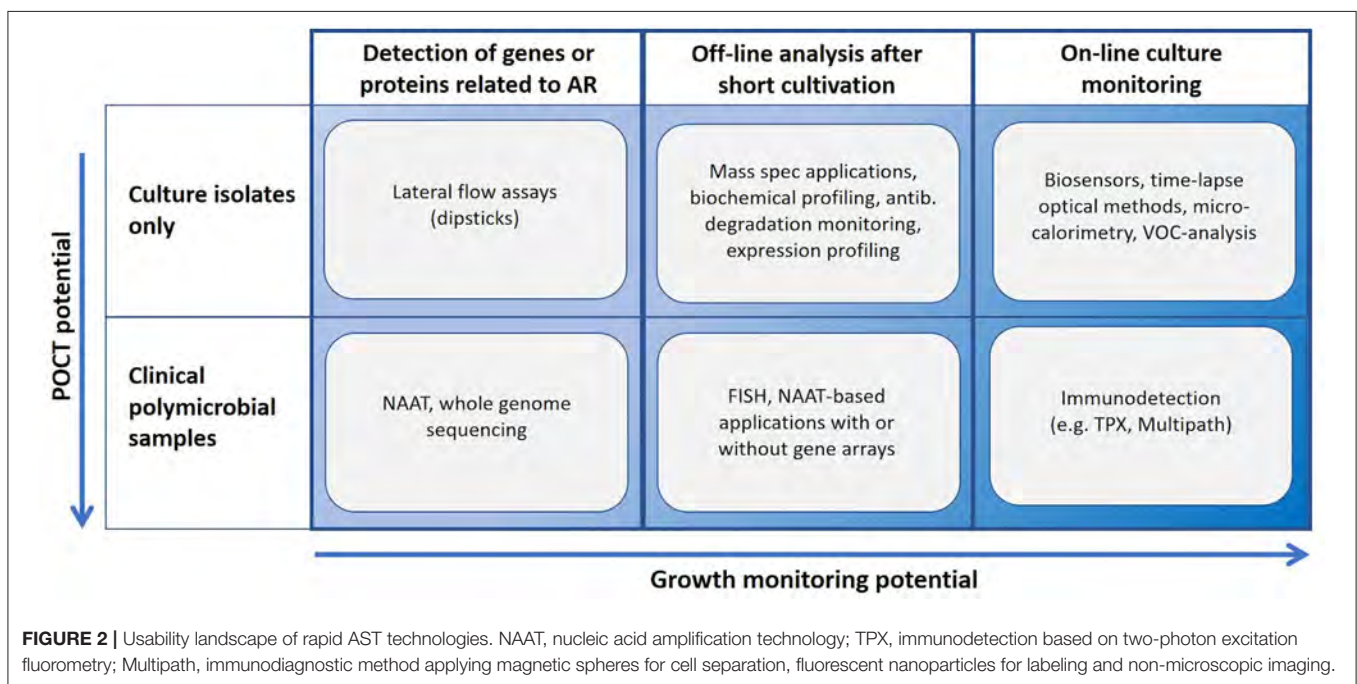 Detection of genes or
proteins related to AR
Off-line analysis after
short cultivation
On-line culture
monitoring
POCT potential
Culture isolates
only
Lateral flow assays
(dipsticks)
Mass spec applications,
biochemical profiling, antib.
degradation monitoring,
expression profiling
Biosensors, time-lapse
optical methods, micro-
calorimetry, VOC-analysis
Clinical
polymicrobial
samples
NAAT, whole genome
sequencing
FISH, NAAT-based
applications with or
without gene arrays
Immunodetection
(e.g. TPX, Multipath)
Growth monitoring potential
FIGURE 2 | Usability landscape of rapid AST technologies. NAAT, nucleic acid amplification technology; TPX, immunodetection based on two-photon excitation
fluorometry; Multipath, immunodiagnostic method applying magnetic spheres for cell separation, fluorescent nanoparticles for labeling and non-microscopic imaging.